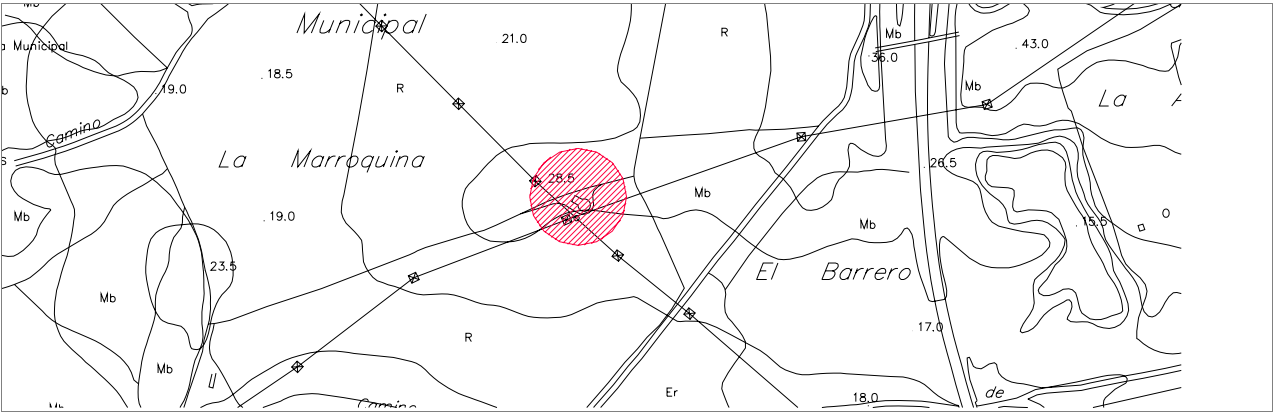 Mb
Municipal
21.0
R
Mb
43.0
Municipal
36.0
18.5
19.0
R
Mb
La
Camino
La Marroquina
26.5
28.5
Mb
Mb
19.0
Mb
15.5
23.5
El Barrero
Mb
17.0
R
Mb
Er
18.0
de
Camino